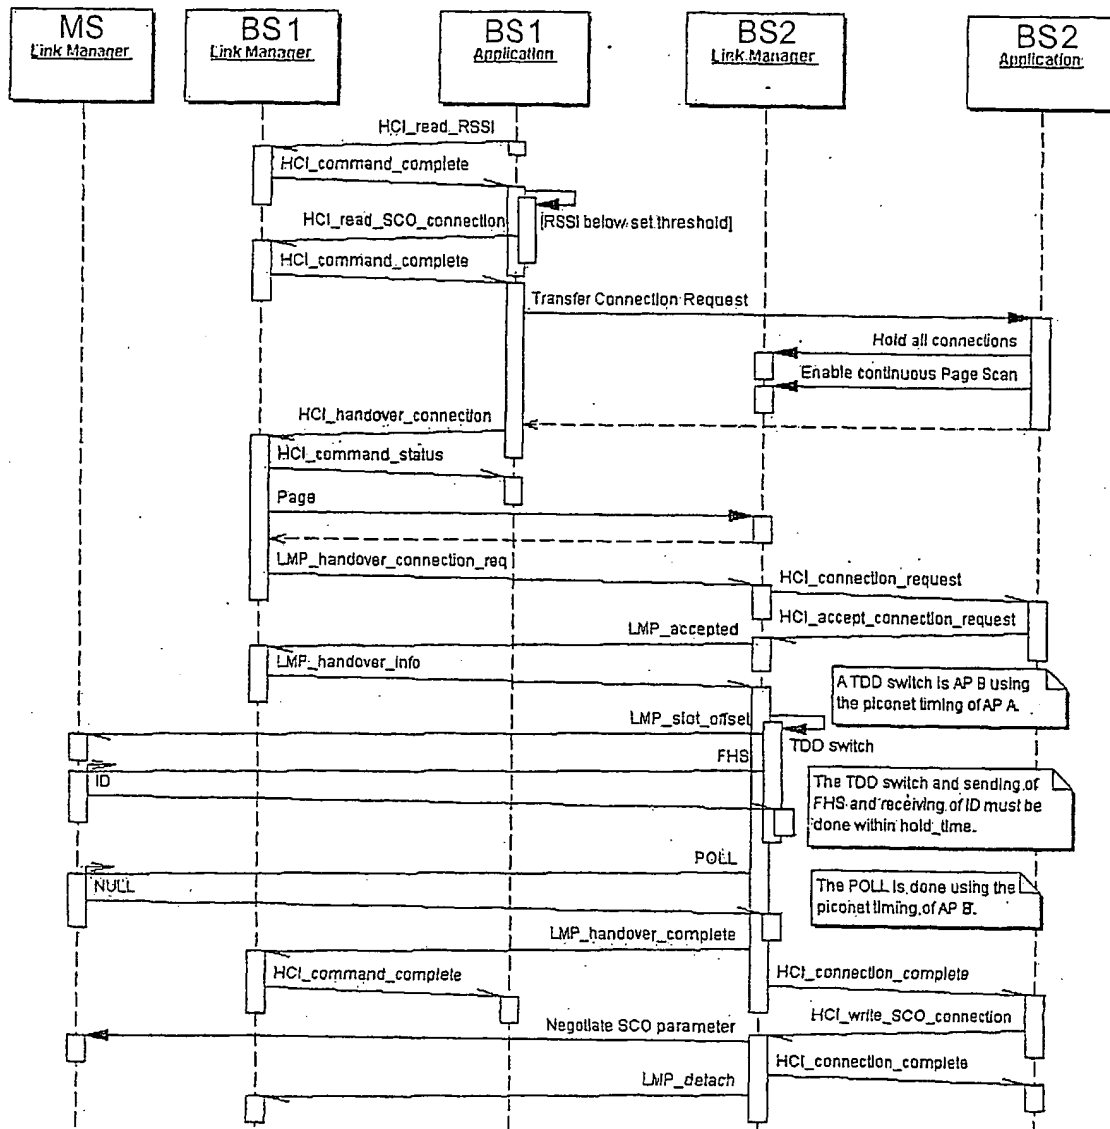 MS
Link Manager
BS1
Link Manager
BS1
Application
BS2
Link Manager
BS2
Application
HCI_read_RSSI
HCI_command_complete
HCI_read_SCO_connection
[RSSI below set threshold]
HCI_command_complete
Transfer Connection Request
Hold all connections
Enable continuous Page Scan
HCI_handover_connection
HCI_command_status
Page
LMP_handover_connection_req
HCI_connection_request
HCI_accept_connection_request
LMP_accepted
LMP_handover_info
A TDD switch is AP B using
the piconet timing of AP A.
LMP_slot_offset
TDD switch
FHS
ID
The TDD switch and sending of
FHS and receiving of ID must be
done within hold_time.
POLL
NULL
The POLL is done using the
piconet timing of AP B.
LMP_handover_complete
HCI_command_complete
HCI_connection_complete
HCI_write_SCO_connection
Negotiate SCO parameter
HCI_connection_complete
LMP_detach